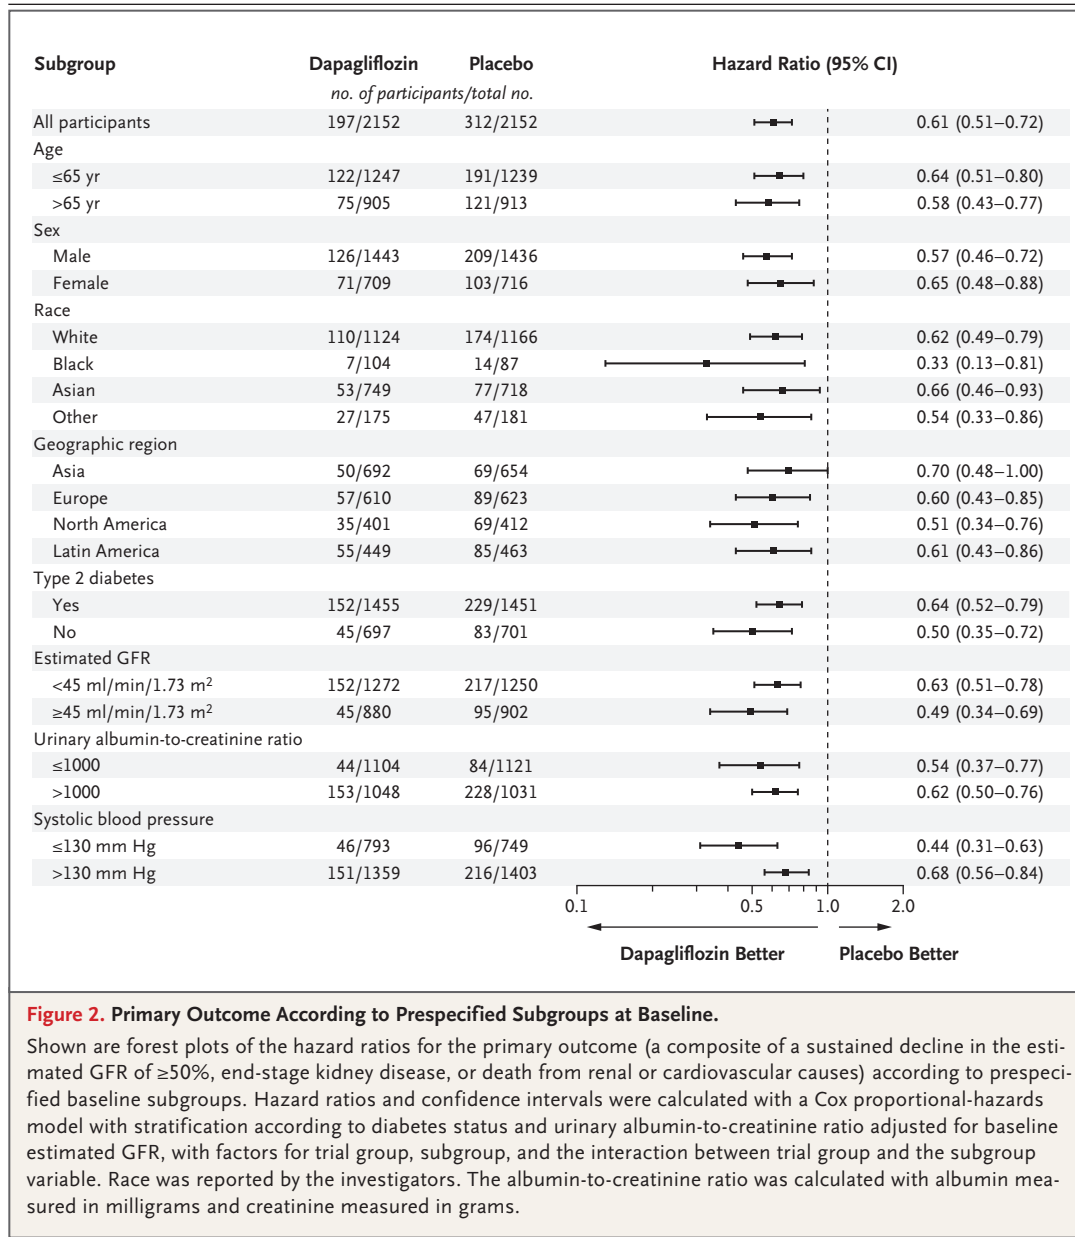 Subgroup Dapagliflozin Placebo Hazard Ratio (95% CI)
no. of participants/total no.
All participants 197/2152 312/2152 0.61 (0.51–0.72)
Age
≤65 yr 122/1247 191/1239 0.64 (0.51–0.80)
>65 yr 75/905 121/913 0.58 (0.43–0.77)
Sex
Male 126/1443 209/1436 0.57 (0.46–0.72)
Female 71/709 103/716 0.65 (0.48–0.88)
Race
White 110/1124 174/1166 0.62 (0.49–0.79)
Black 7/104 14/87 0.33 (0.13–0.81)
Asian 53/749 77/718 0.66 (0.46–0.93)
Other 27/175 47/181 0.54 (0.33–0.86)
Geographic region
Asia 50/692 69/654 0.70 (0.48–1.00)
Europe 57/610 89/623 0.60 (0.43–0.85)
North America 35/401 69/412 0.51 (0.34–0.76)
Latin America 55/449 85/463 0.61 (0.43–0.86)
Type 2 diabetes
Yes 152/1455 229/1451 0.64 (0.52–0.79)
No 45/697 83/701 0.50 (0.35–0.72)
Estimated GFR
<45 ml/min/1.73 m² 152/1272 217/1250 0.63 (0.51–0.78)
≥45 ml/min/1.73 m² 45/880 95/902 0.49 (0.34–0.69)
Urinary albumin-to-creatinine ratio
≤1000 44/1104 84/1121 0.54 (0.37–0.77)
>1000 153/1048 228/1031 0.62 (0.50–0.76)
Systolic blood pressure
≤130 mm Hg 46/793 96/749 0.44 (0.31–0.63)
>130 mm Hg 151/1359 216/1403 0.68 (0.56–0.84)
0.1 0.5 1.0 2.0
Dapagliflozin Better Placebo Better
Figure 2. Primary Outcome According to Prespecified Subgroups at Baseline.
Shown are forest plots of the hazard ratios for the primary outcome (a composite of a sustained decline in the esti-
mated GFR of ≥50%, end-stage kidney disease, or death from renal or cardiovascular causes) according to prespeci-
fied baseline subgroups. Hazard ratios and confidence intervals were calculated with a Cox proportional-hazards
model with stratification according to diabetes status and urinary albumin-to-creatinine ratio adjusted for baseline
estimated GFR, with factors for trial group, subgroup, and the interaction between trial group and the subgroup
variable. Race was reported by the investigators. The albumin-to-creatinine ratio was calculated with albumin mea-
sured in milligrams and creatinine measured in grams.